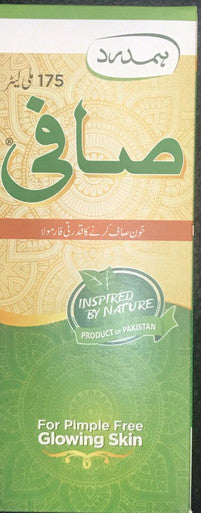 ہمدرد
175 ملی لیٹر
صافی®
خون صاف کرنے کا قدرتی فارمولا
INSPIRED
BY NATURE
PRODUCT OF PAKISTAN
For Pimple Free
Glowing Skin